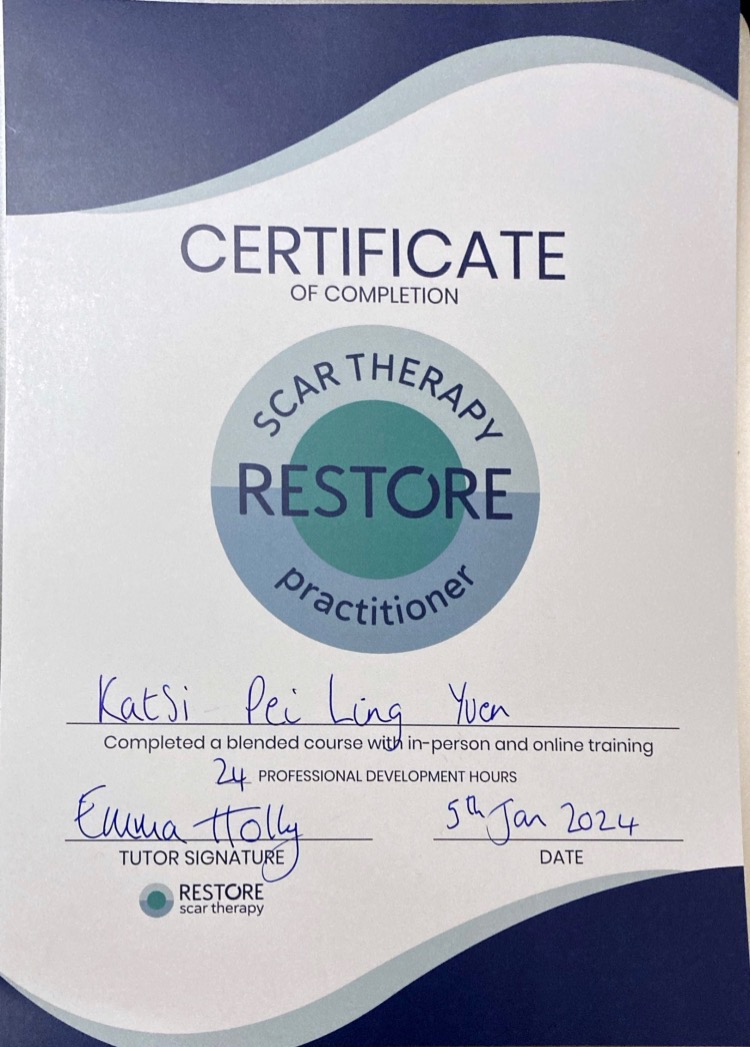 CERTIFICATE
OF COMPLETION
SCAR THERAPY
RESTORE
practitioner
Katsi Pei Ling Yuen
Completed a blended course with in-person and online training
24 PROFESSIONAL DEVELOPMENT HOURS
Emma Holly 5th Jan 2024
TUTOR SIGNATURE DATE
RESTORE
scar therapy